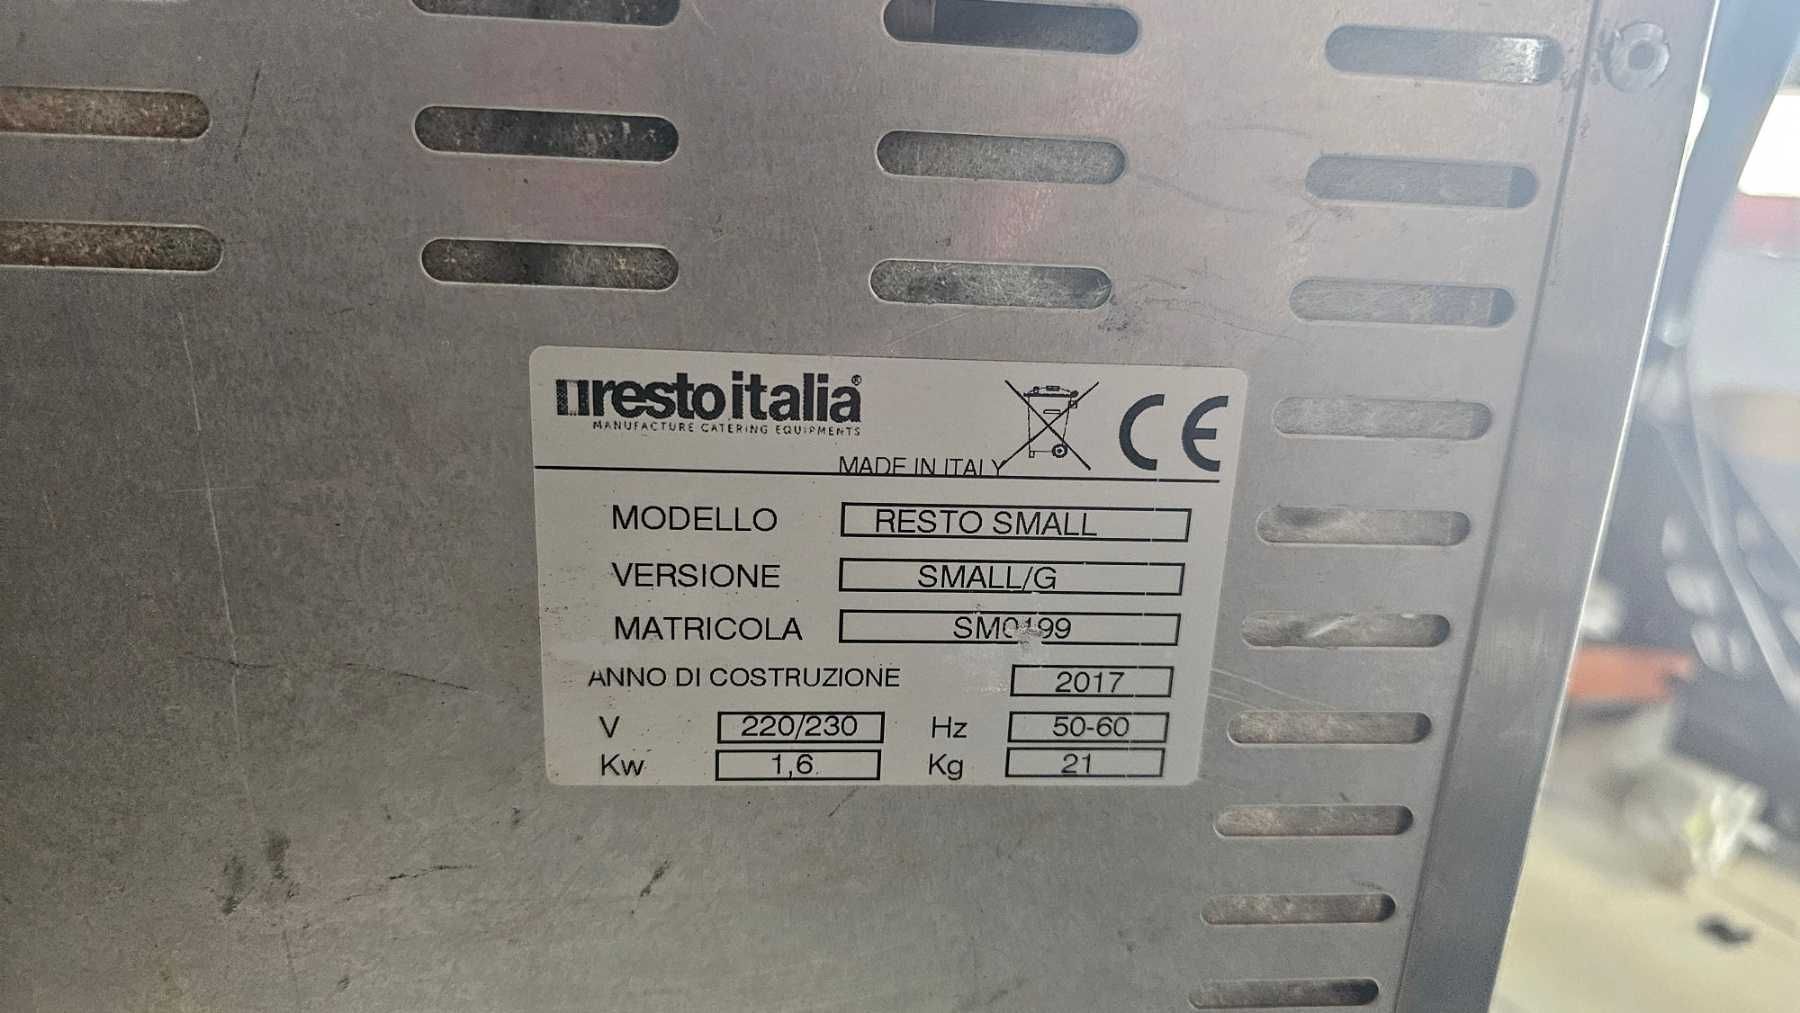 restoitalia®
MANUFACTURE CATERING EQUIPMENTS
MADE IN ITALY
CE
MODELLO RESTO SMALL
VERSIONE SMALL/G
MATRICOLA SM0199
ANNO DI COSTRUZIONE 2017
V 220/230 Hz 50-60
Kw 1,6 Kg 21